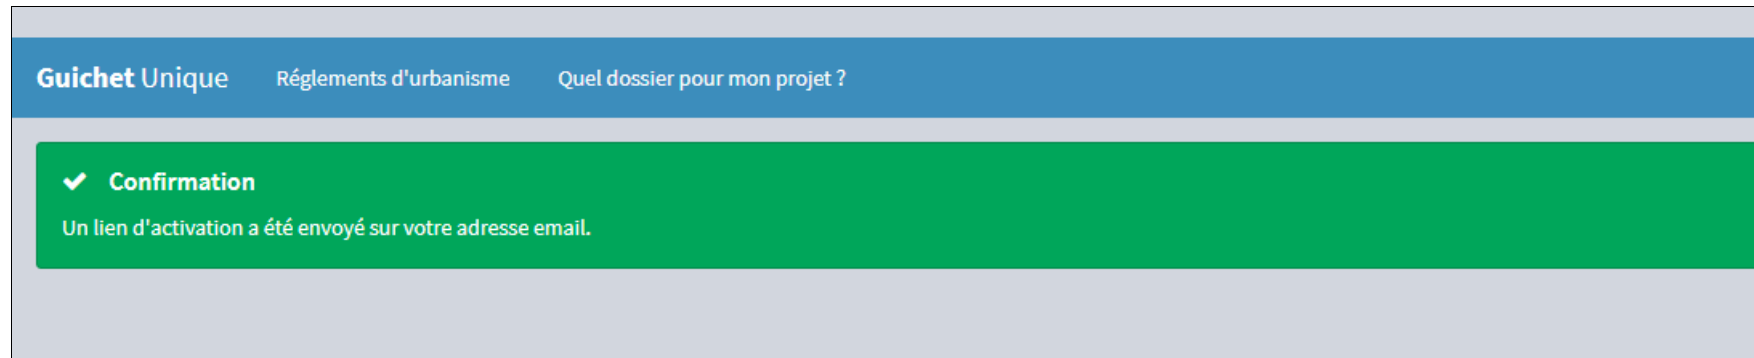 Guichet Unique Réglements d'urbanisme Quel dossier pour mon projet ?
Confirmation
Un lien d'activation a été envoyé sur votre adresse email.